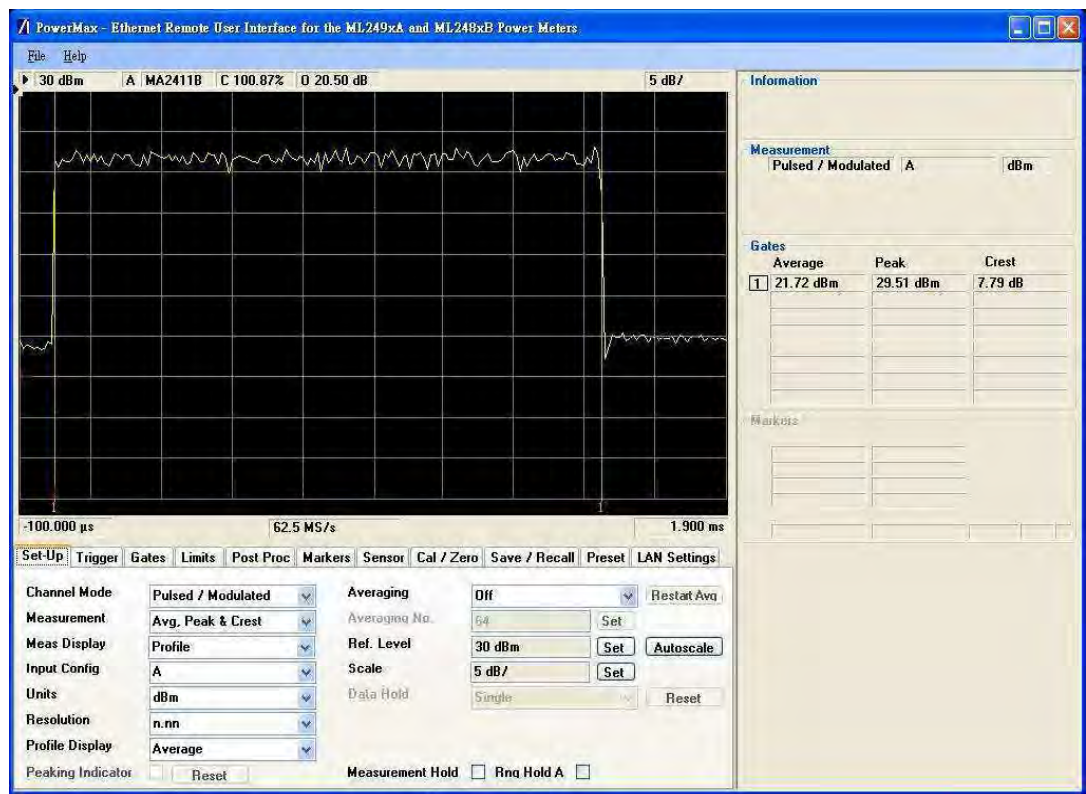 PowerMax - Ethernet Remote User Interface for the ML249xA and ML248xB Power Meters
File Help
30 dBm A MA2411B C 100.87% O 20.50 dB 5 dB/
1 1'
-100.000 µs 62.5 MS/s 1.900 ms
Information
Measurement
Pulsed / Modulated A dBm
Gates
Average Peak Crest
1 21.72 dBm 29.51 dBm 7.79 dB
Markers
Set-Up Trigger Gates Limits Post Proc Markers Sensor Cal / Zero Save / Recall Preset LAN Settings
Channel Mode Pulsed / Modulated Averaging Off Restart Avg
Measurement Avg, Peak & Crest Averaging No. 64 Set
Meas Display Profile Ref. Level 30 dBm Set Autoscale
Input Config A Scale 5 dB/ Set
Units dBm Data Hold Single Reset
Resolution n.nn
Profile Display Average
Peaking Indicator Reset Measurement Hold Rng Hold A